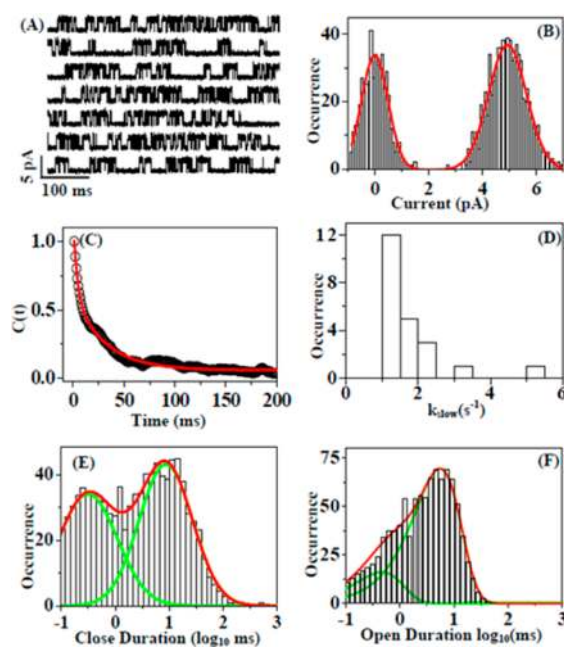 (A)
5 pA
100 ms
(B)
Occurrence
40
20
0
0 2 4 6
Current (pA)
(C)
C(t)
1.0
0.5
0.0
0 50 100 150 200
Time (ms)
(D)
Occurrence
12
8
4
0
0 2 4 6
kslow(s-1)
(E)
Occurrence
40
20
0
-1 0 1 2 3
Close Duration (log10 ms)
(F)
Occurrence
75
50
25
0
-1 0 1 2 3
Open Duration log10(ms)